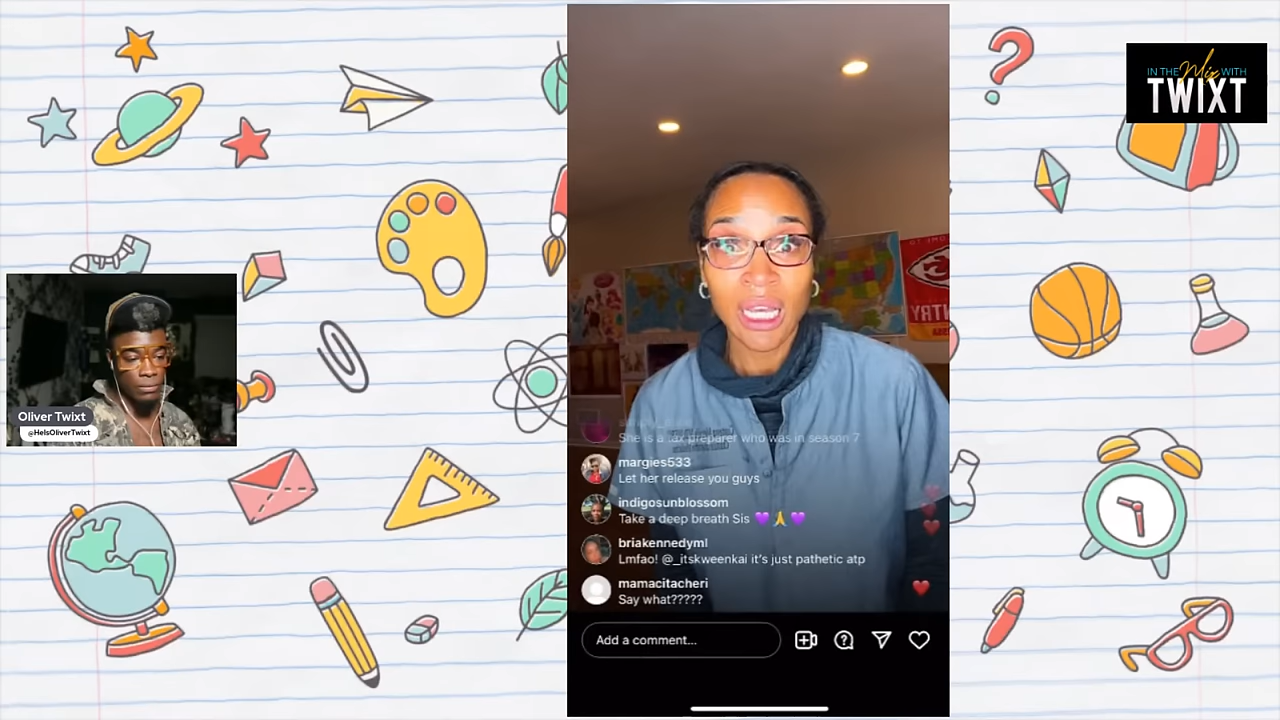 IN THE Mix WITH
TWIXT
Oliver Twixt
@HeIsOliverTwixt
She is a tax preparer who was in season 7
margies533
Let her release you guys
indigosunblossom
Take a deep breath Sis 💜🙏💜
briakennedyml
Lmfao! @_itskweenkai it's just pathetic atp
mamacitacheri
Say what?????
Add a comment...